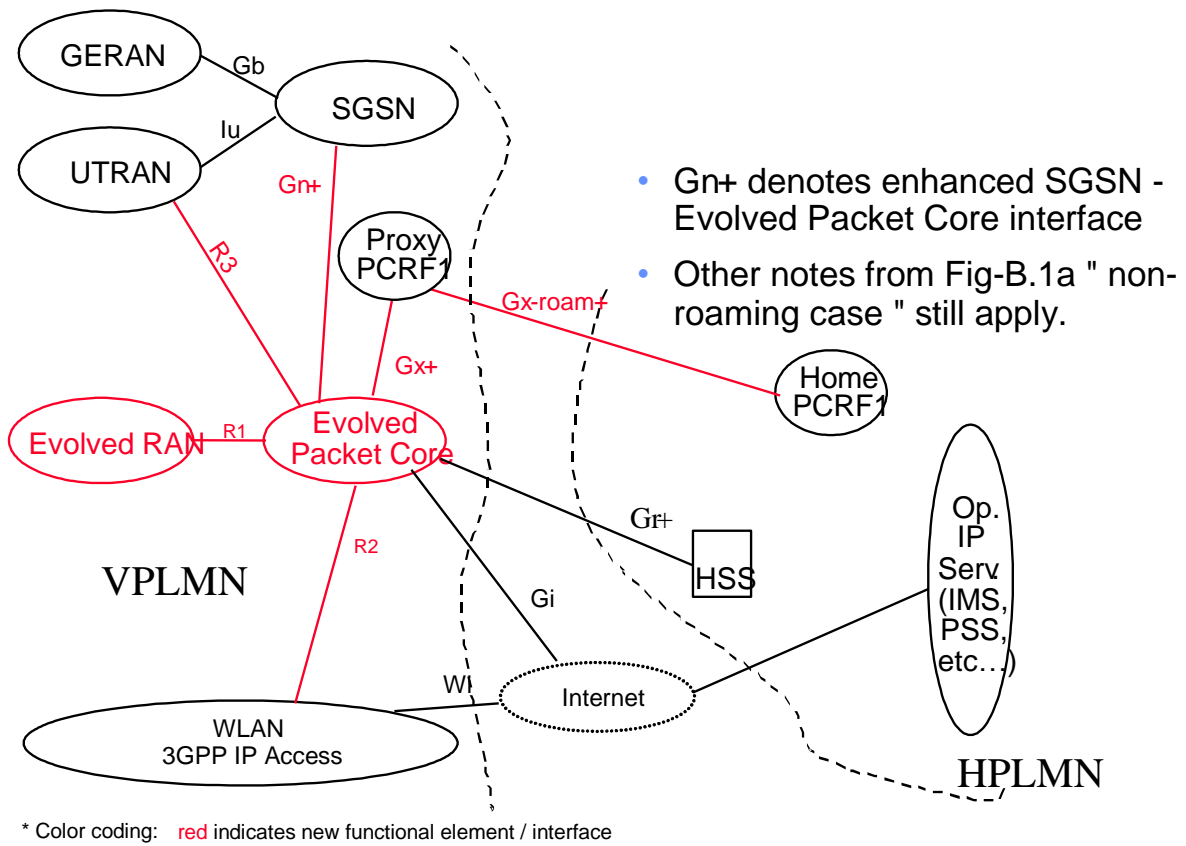 GERAN
Gb
SGSN
Iu
UTRAN
Gn+
R3
Proxy
PCRF1
Gx-roam+
Gx+
Home
PCRF1
• Gn+ denotes enhanced SGSN -
Evolved Packet Core interface
• Other notes from Fig-B.1a " non-
roaming case " still apply.
Evolved RAN
R1
Evolved
Packet Core
R2
VPLMN
Gr+
HSS
Gi
Op.
IP
Serv.
(IMS,
PSS,
etc…)
WI
Internet
WLAN
3GPP IP Access
HPLMN
* Color coding: red indicates new functional element / interface